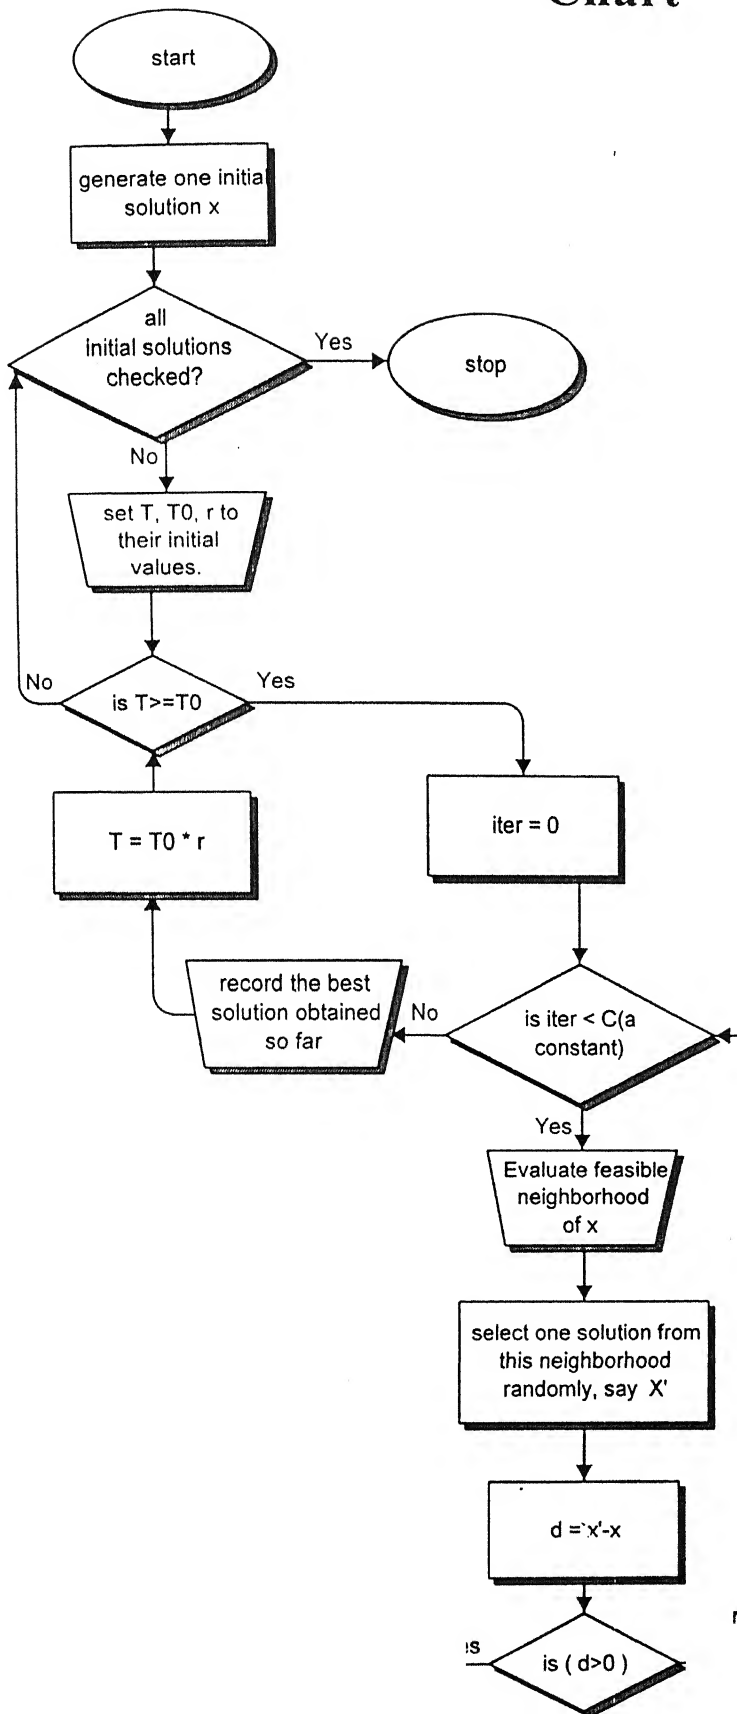 start
generate one initial
solution x
all
initial solutions
checked?
Yes
stop
No
set T, T0, r to
their initial
values.
No
is T>=T0
Yes
T = T0 * r
iter = 0
record the best
solution obtained
so far
No
is iter < C(a
constant)
Yes
Evaluate feasible
neighborhood
of x
select one solution from
this neighborhood
randomly, say X'
d = x'-x
is ( d>0 )